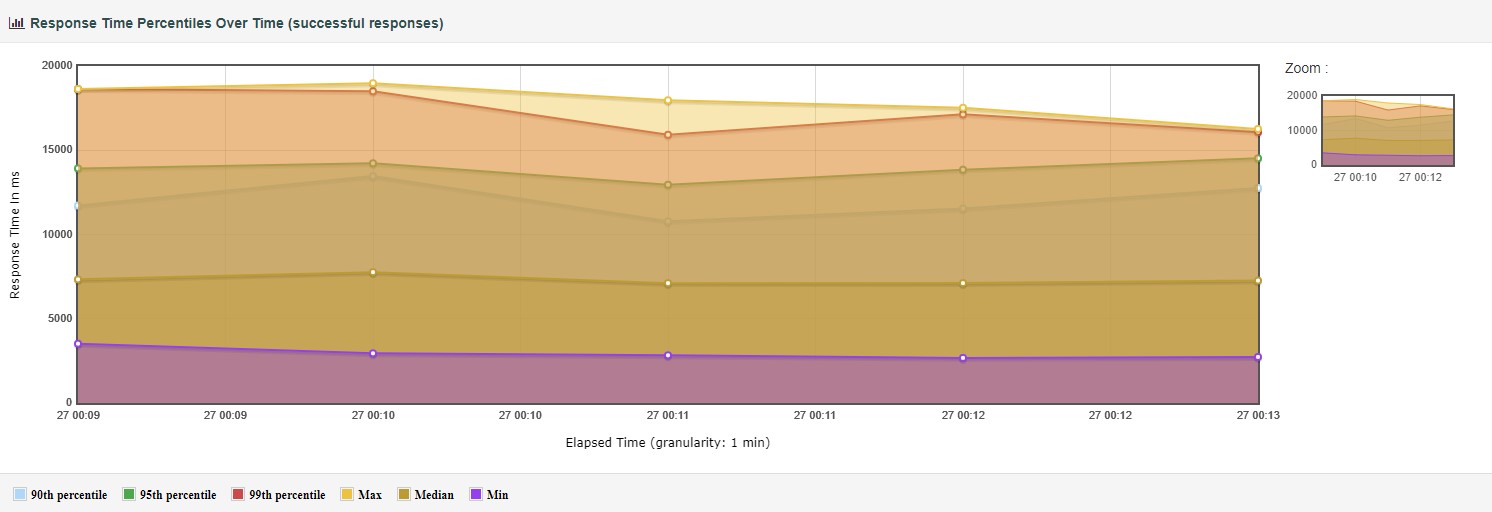 Response Time Percentiles Over Time (successful responses)
Zoom :
20000
15000
10000
5000
0
Response Time in ms
27 00:09
27 00:09
27 00:10
27 00:10
27 00:11
27 00:11
27 00:12
27 00:12
27 00:13
Elapsed Time (granularity: 1 min)
20000
10000
0
27 00:10
27 00:12
90th percentile
95th percentile
99th percentile
Max
Median
Min